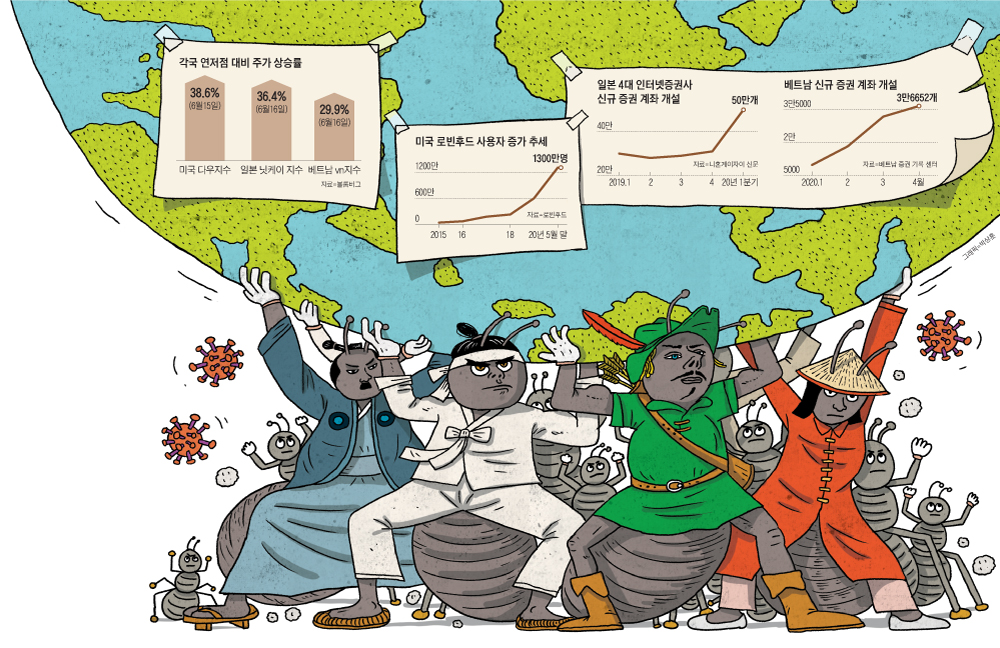 각국 연저점 대비 주가 상승률
38.6%
(6월15일)
36.4%
(6월16일)
29.9%
(6월16일)
미국 다우지수
일본 닛케이 지수
베트남 vn지수
자료=블룸버그
미국 로빈후드 사용자 증가 추세
1300만명
1200만
600만
0
자료=로빈후드
2015
16
18
20년 5월 말
일본 4대 인터넷증권사
신규 증권 계좌 개설
50만개
40만
20만
자료=니혼게이자이 신문
2019.1
2
3
4
20년 1분기
베트남 신규 증권 계좌 개설
3만6652개
3만5000
2만
5000
자료=베트남 증권 기록 센터
2020.1
2
3
4월
그래픽=박상훈